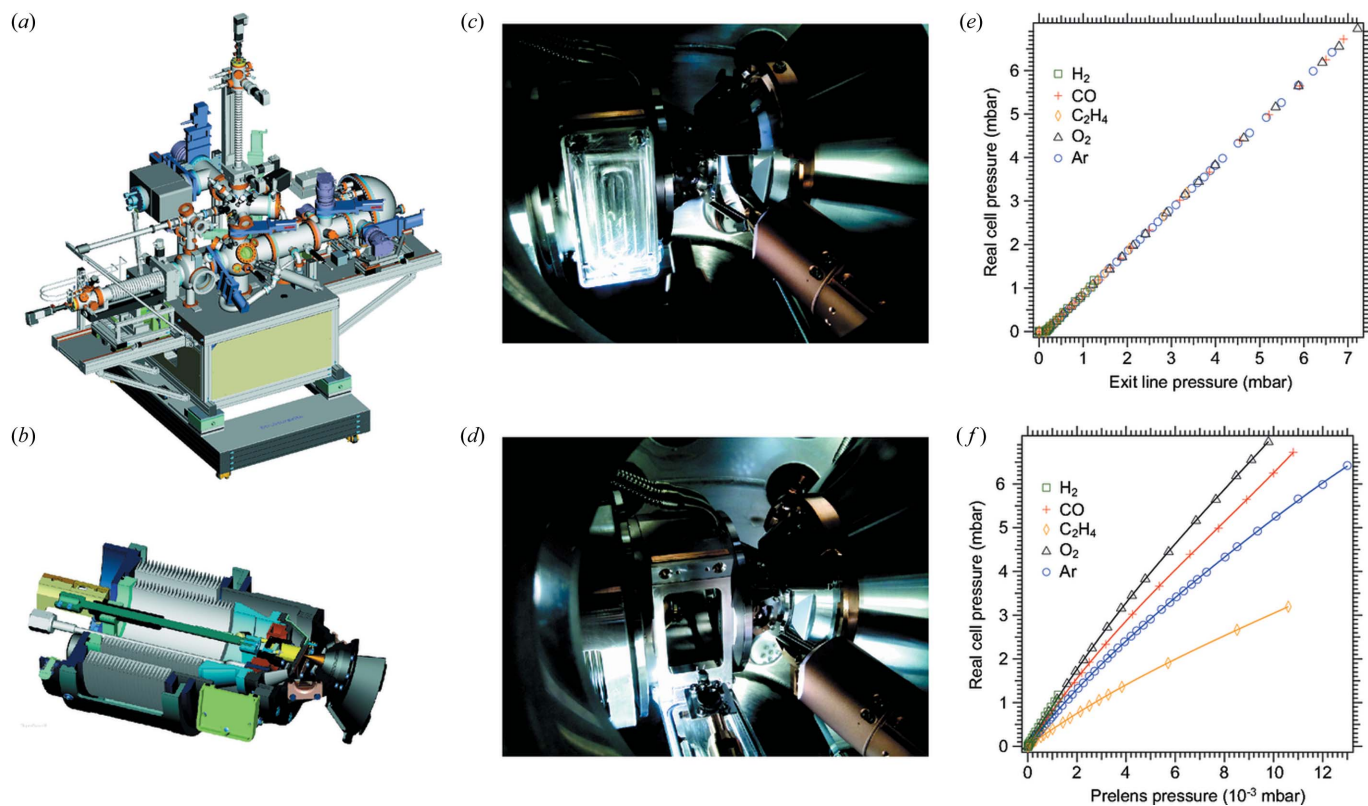 (a)
(b)
(c)
(d)
(e)
Real cell pressure (mbar)
6
5
4
3
2
1
0
H₂
CO
C₂H₄
O₂
Ar
0 1 2 3 4 5 6 7
Exit line pressure (mbar)
(f)
Real cell pressure (mbar)
6
5
4
3
2
1
0
H₂
CO
C₂H₄
O₂
Ar
0 2 4 6 8 10 12
Prelens pressure (10⁻³ mbar)